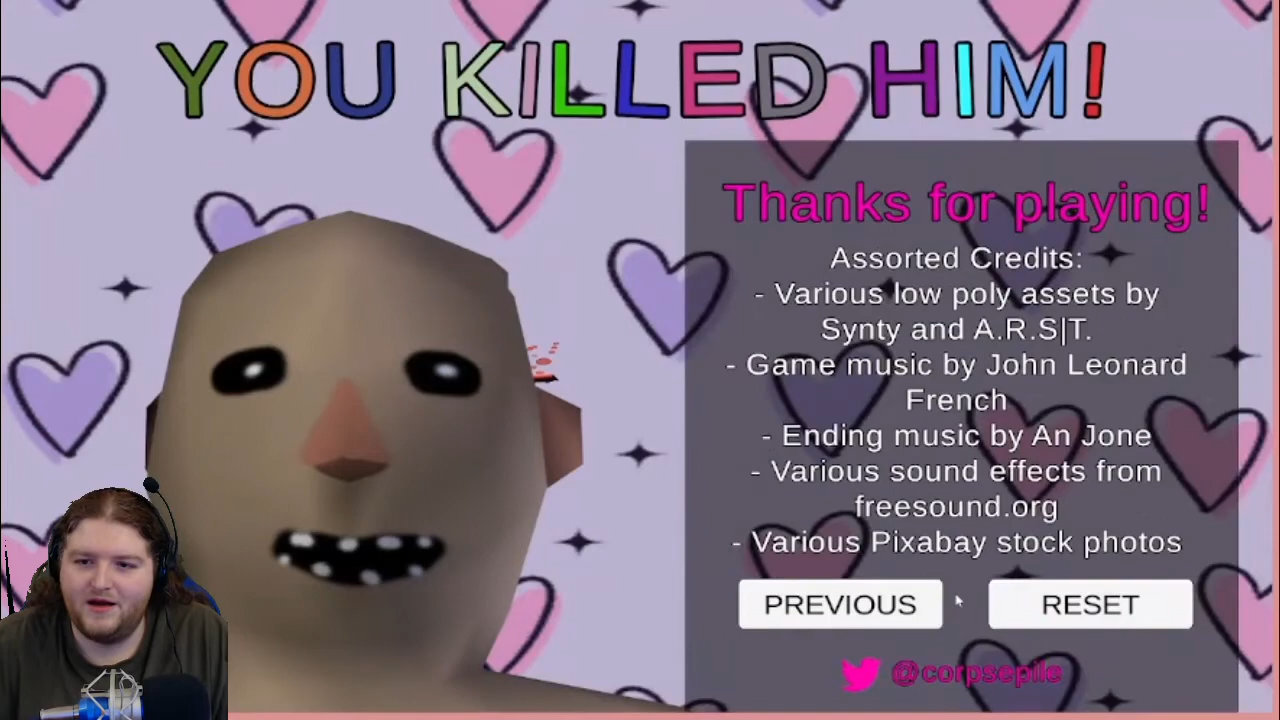 YOU KILLED HIM!
Thanks for playing!
Assorted Credits:
- Various low poly assets by
Synty and A.R.S|T.
- Game music by John Leonard
French
- Ending music by An Jone
- Various sound effects from
freesound.org
- Various Pixabay stock photos
PREVIOUS
RESET
@corpsepile